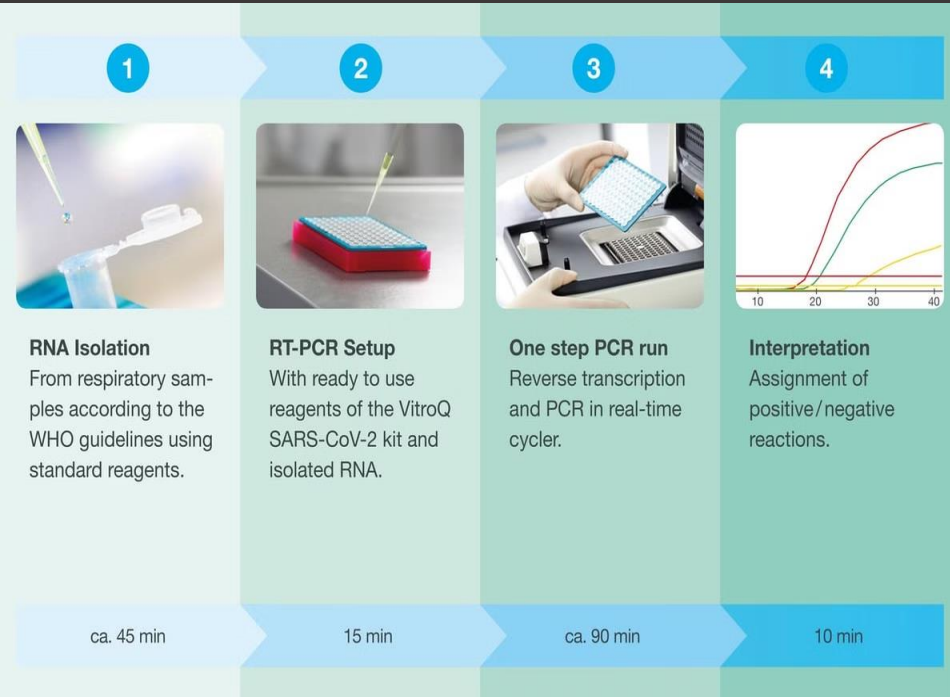 1
2
3
4
10 20 30 40
RNA Isolation
From respiratory sam-
ples according to the
WHO guidelines using
standard reagents.
RT-PCR Setup
With ready to use
reagents of the VitroQ
SARS-CoV-2 kit and
isolated RNA.
One step PCR run
Reverse transcription
and PCR in real-time
cycler.
Interpretation
Assignment of
positive/negative
reactions.
ca. 45 min
15 min
ca. 90 min
10 min